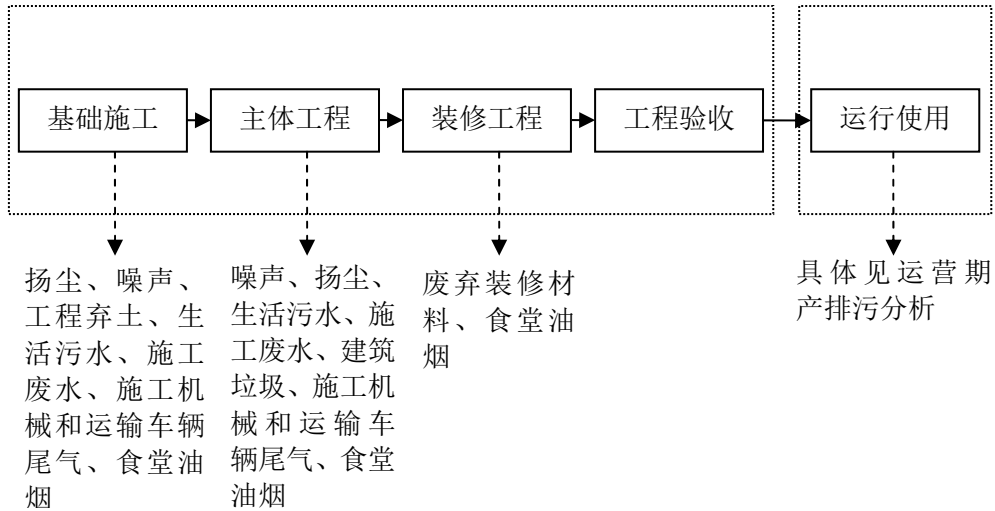 基础施工
主体工程
装修工程
工程验收
运行使用
扬尘、噪声、
工程弃土、生
活污水、施工
废水、施工机
械和运输车辆
尾气、食堂油
烟
噪声、扬尘、
生活污水、施
工废水、建筑
垃圾、施工机
械和运输车
辆尾气、食堂
油烟
废弃装修材
料、食堂油
烟
具体见运营期
产排污分析